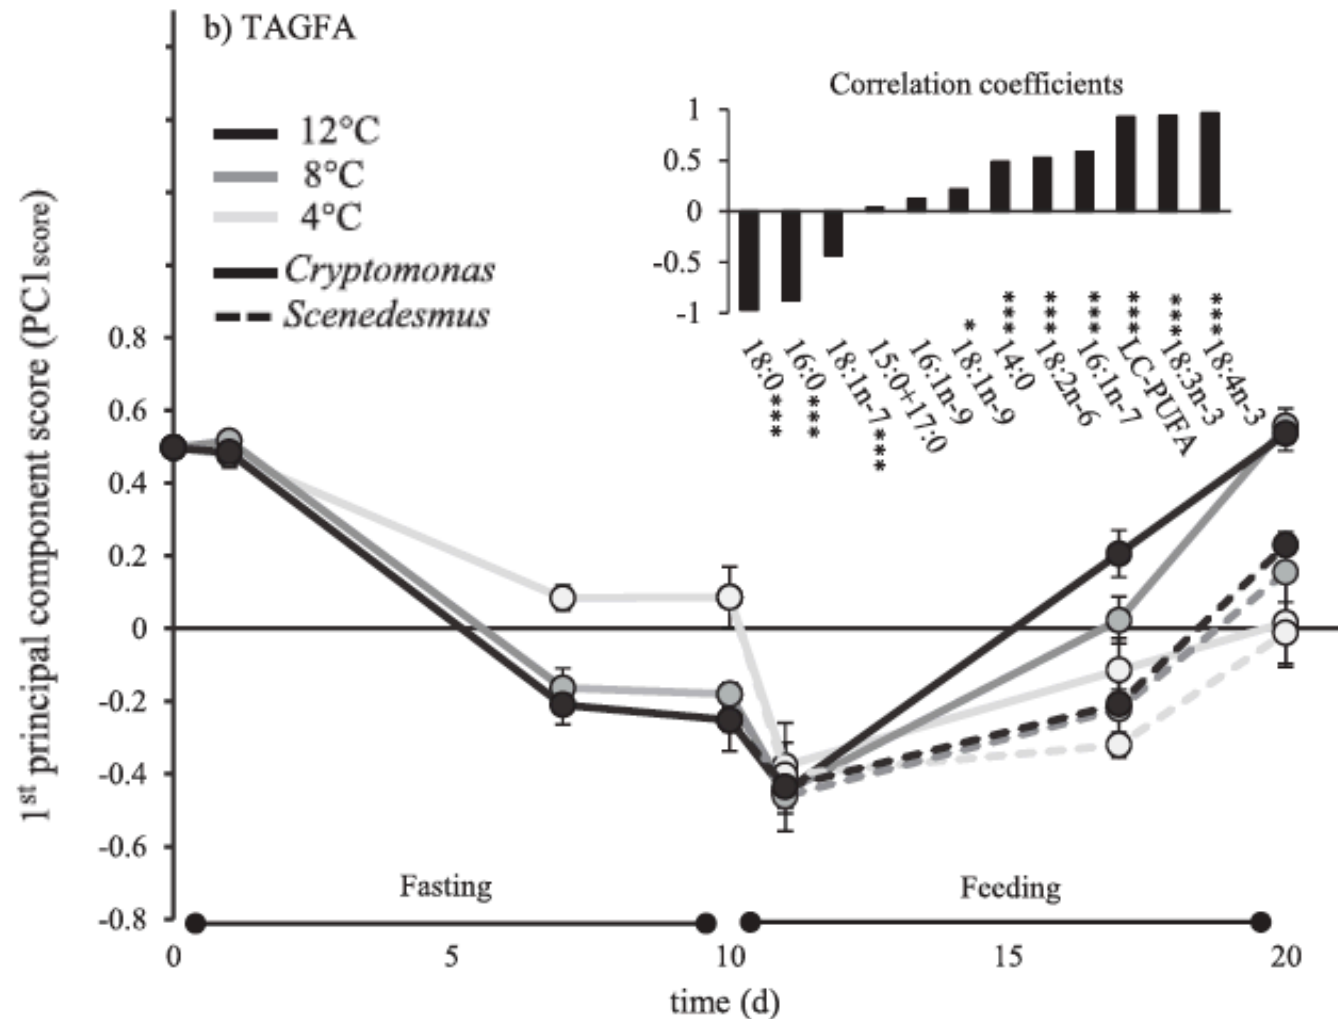 b) TAGFA
12°C
8°C
4°C
Cryptomonas
Scenedesmus
Correlation coefficients
1
0.5
0
-0.5
-1
18:0***
16:0***
18:1n-7***
15:0+17:0
16:1n-9
*18:1n-9
***14:0
***18:2n-6
***16:1n-7
***LC-PUFA
***18:3n-3
***18:4n-3
1st principal component score (PC1score)
0.8
0.6
0.4
0.2
0
-0.2
-0.4
-0.6
-0.8
Fasting
Feeding
0
5
10
15
20
time (d)